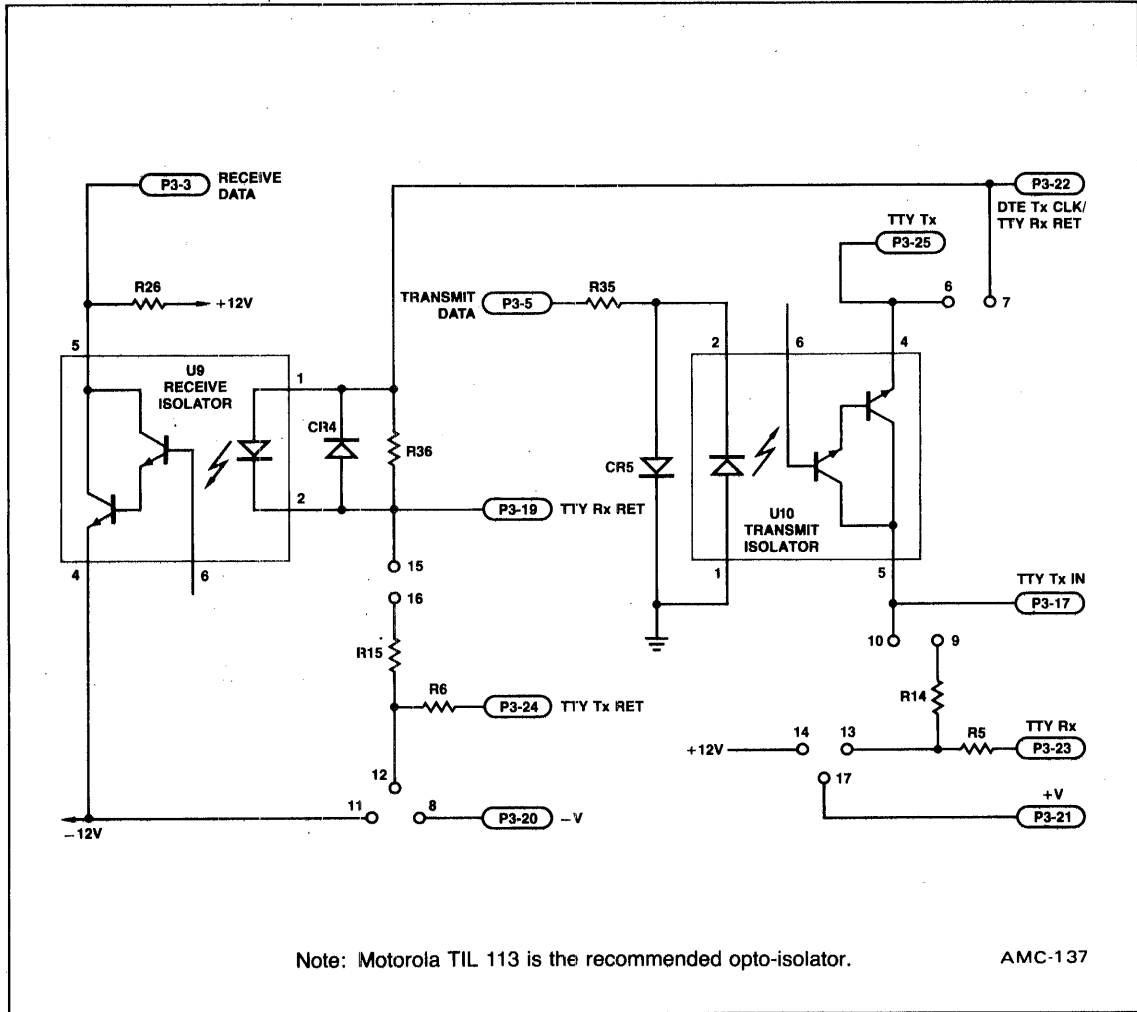 P3-3 RECEIVE
DATA
R26
+12V
5
U9
RECEIVE
ISOLATOR
1
CR4
R36
2
4
6
P3-19 TTY Rx RET
15
16
R15
R6
P3-24 TTY Tx RET
12
11
8
P3-20 -V
-12V
P3-22
DTE Tx CLK/
TTY Rx RET
TTY Tx
P3-25
6
7
TRANSMIT
DATA
P3-5
R35
2
6
4
CR5
U10
TRANSMIT
ISOLATOR
1
5
TTY Tx IN
P3-17
10
9
R14
TTY Rx
R5
P3-23
+12V
14
13
17
+V
P3-21
Note: Motorola TIL 113 is the recommended opto-isolator.
AMC-137